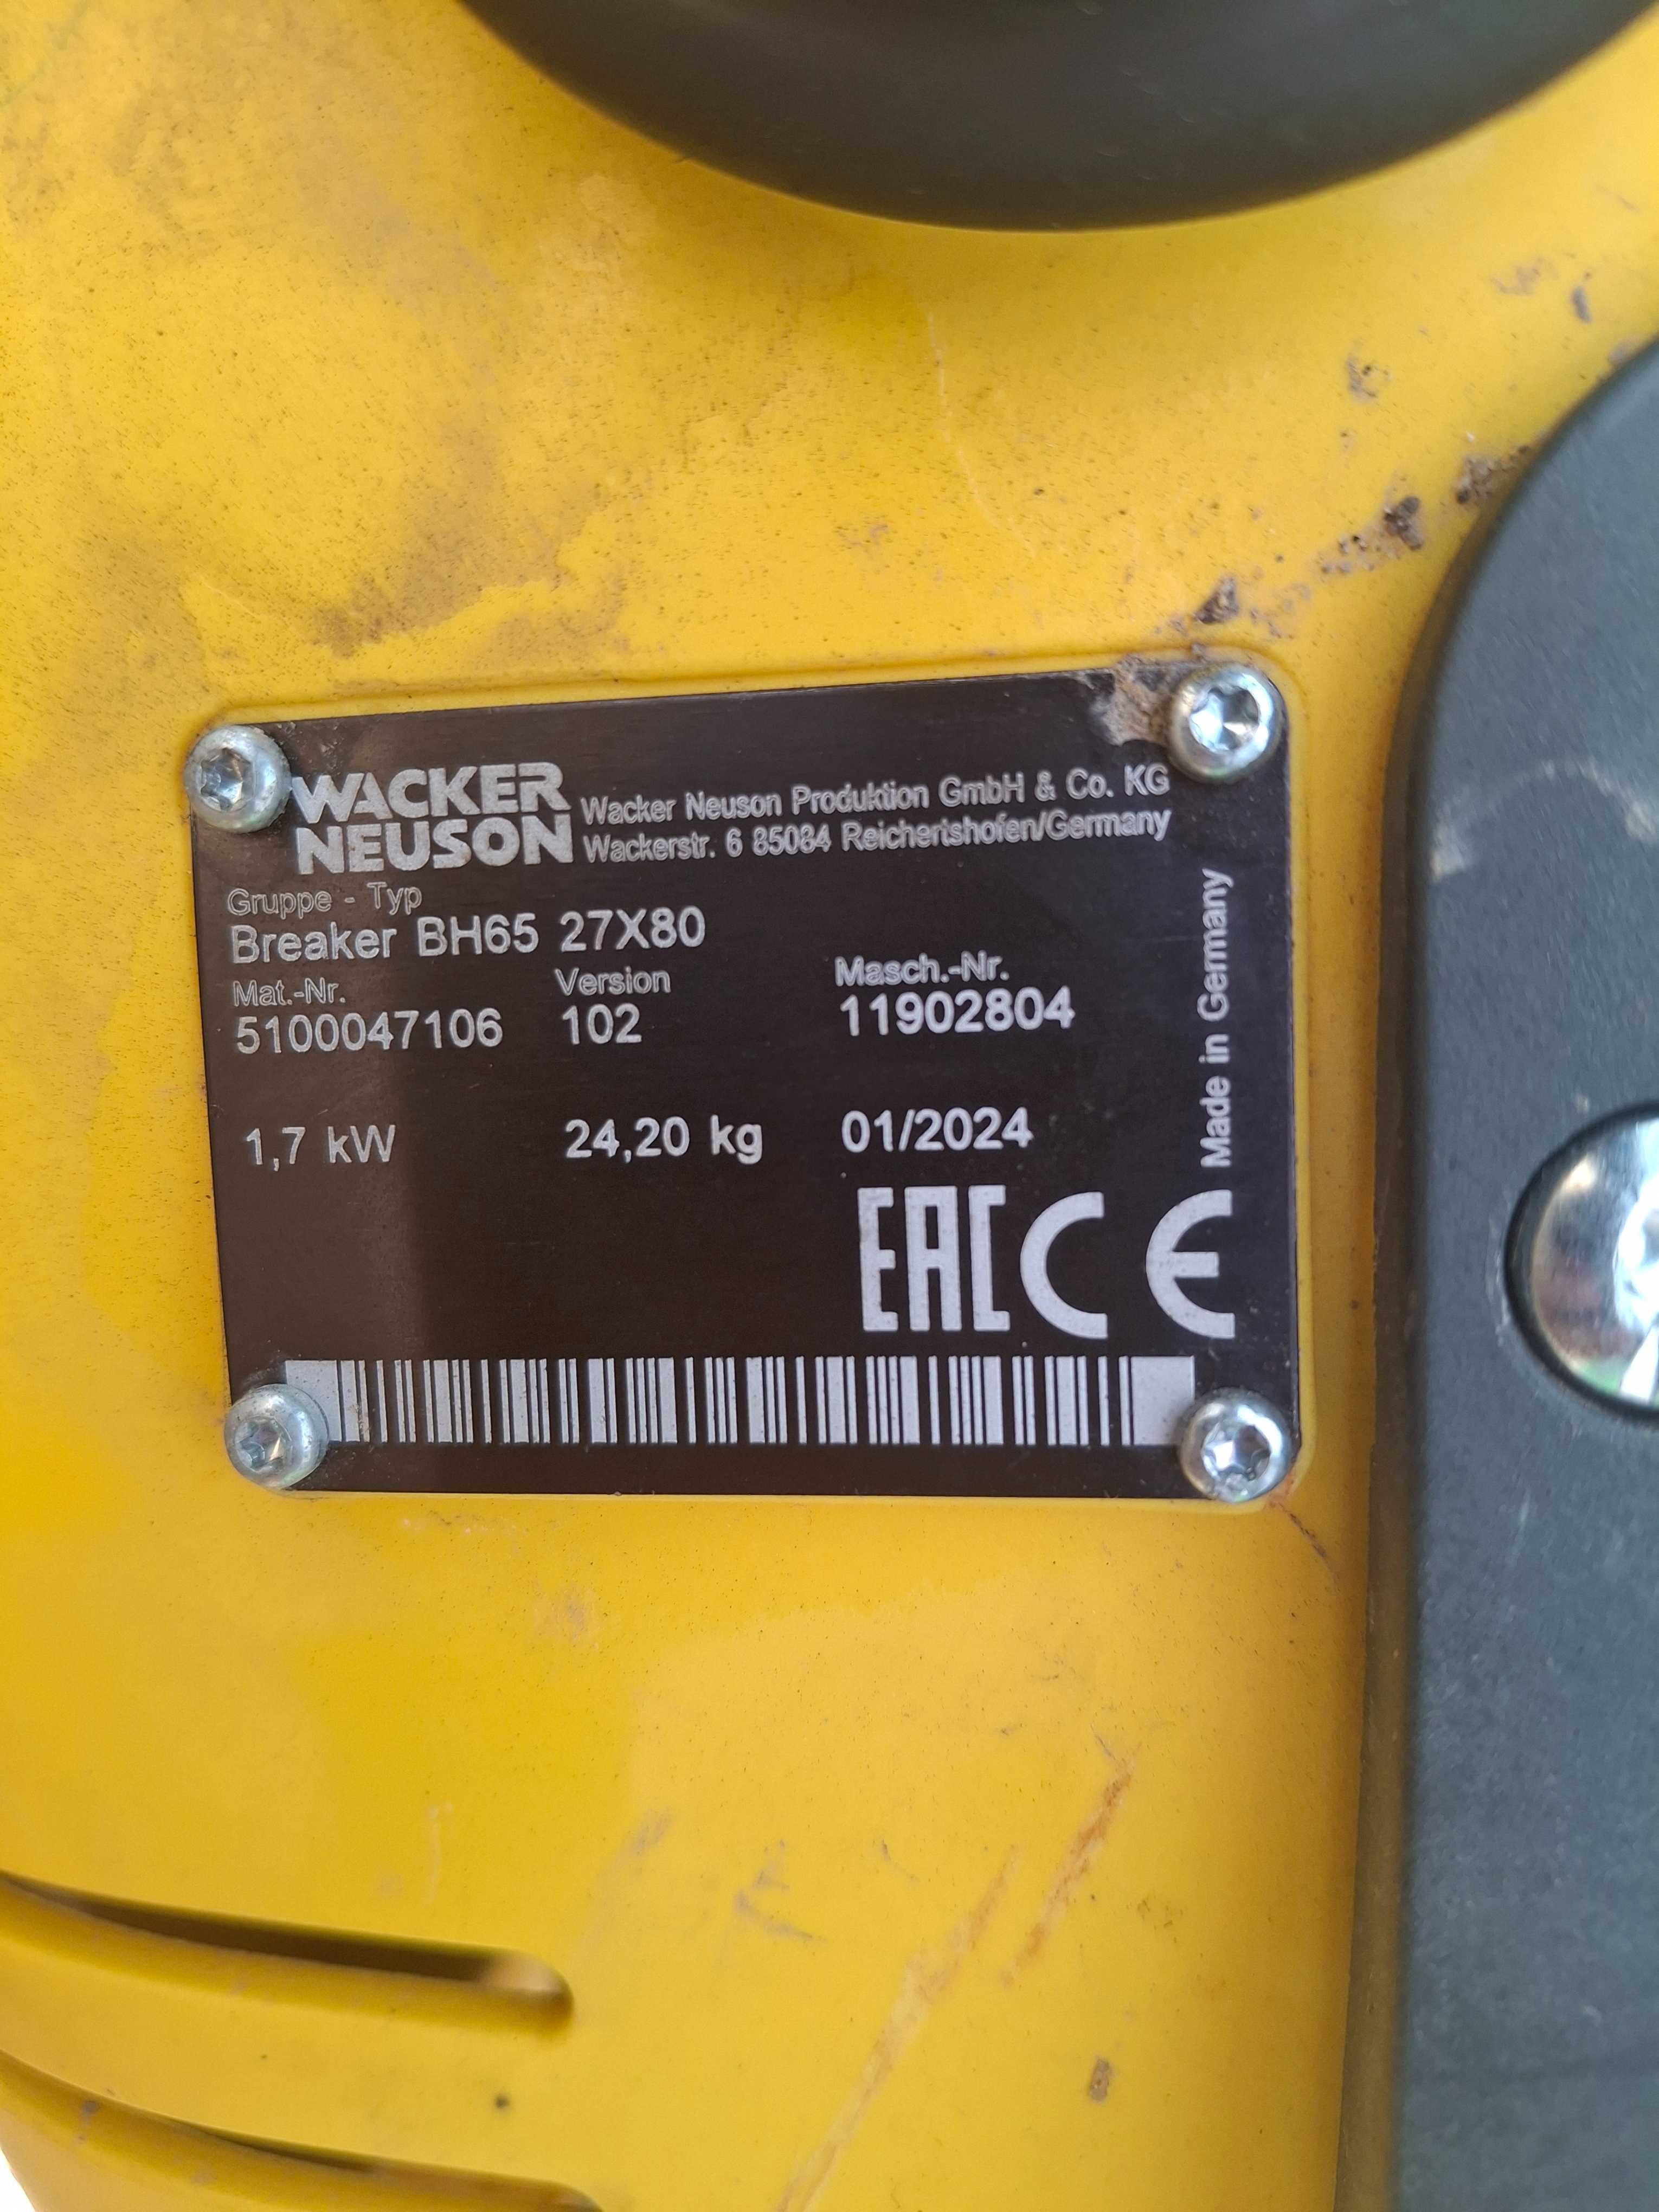 WACKER
NEUSON
Wacker Neuson Produktion GmbH & Co. KG
Wackerstr. 6 85084 Reichertshofen/Germany
Gruppe - Typ
Breaker BH65 27X80
Mat.-Nr. Version Masch.-Nr.
5100047106 102 11902804
1,7 kW 24,20 kg 01/2024
Made in Germany
EAC CE